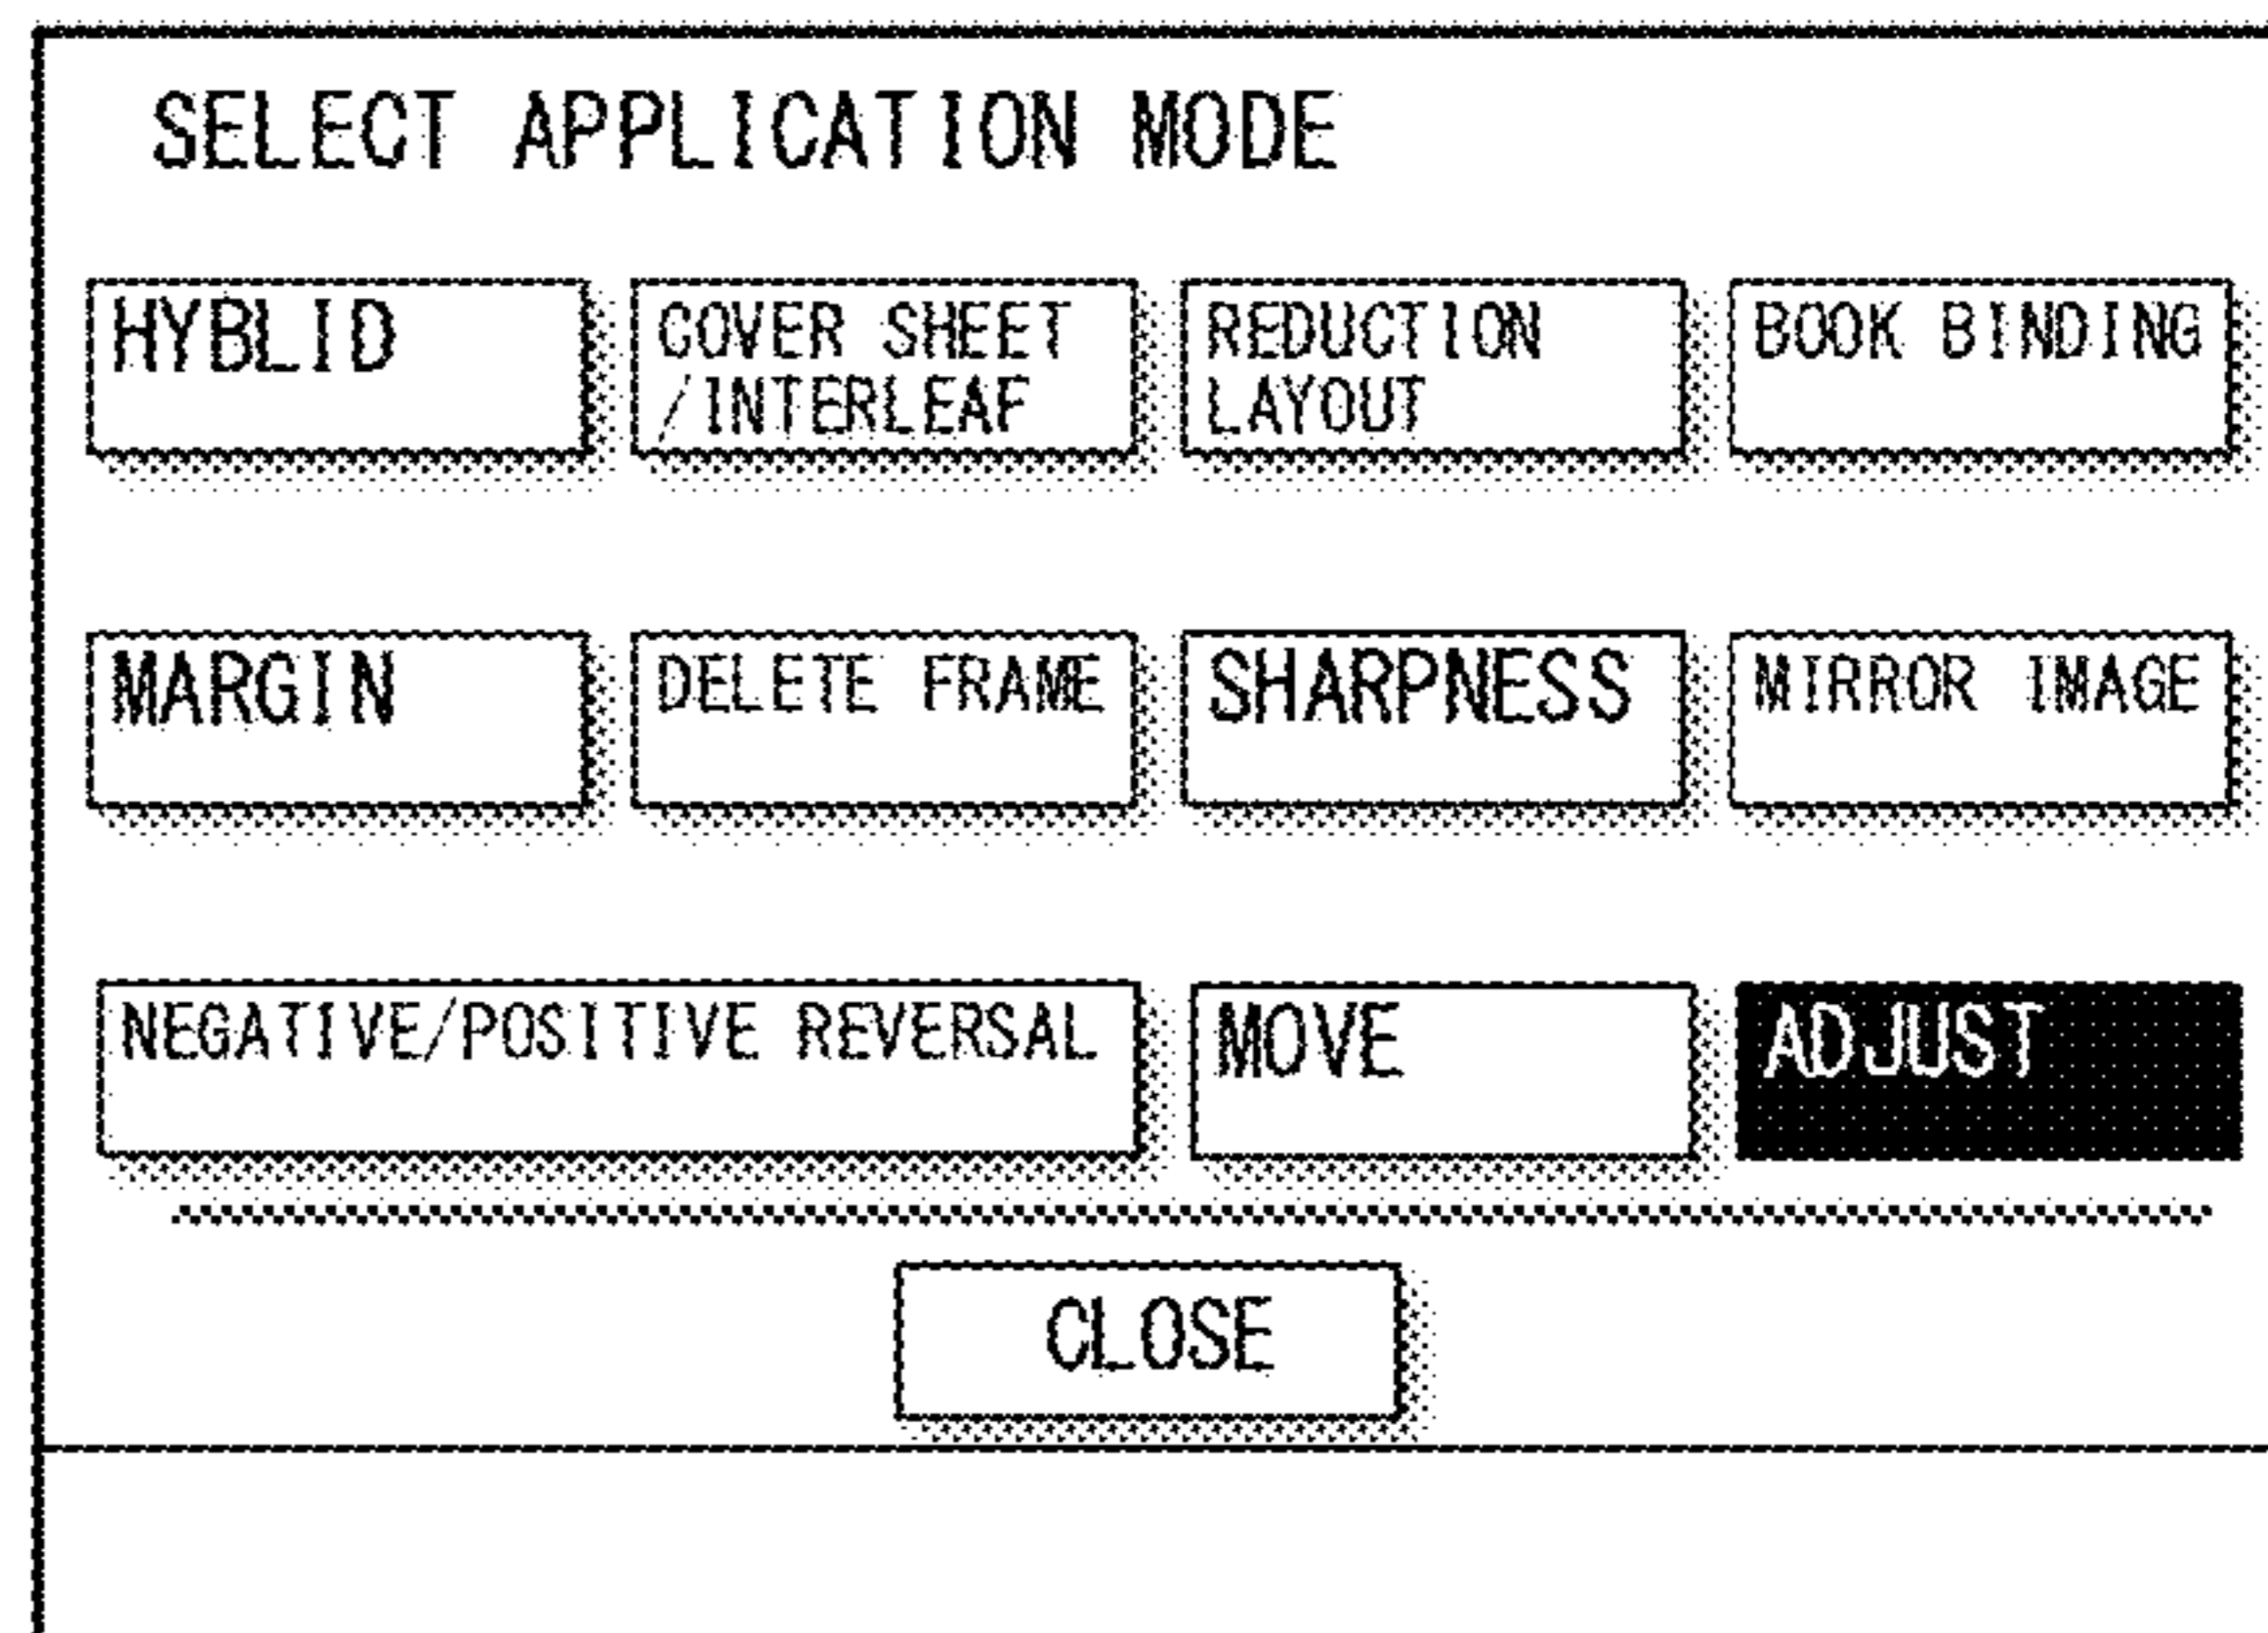 SELECT APPLICATION MODE
HYBLID
COVER SHEET
/INTERLEAF
REDUCTION
LAYOUT
BOOK BINDING
MARGIN
DELETE FRAME
SHARPNESS
MIRROR IMAGE
NEGATIVE/POSITIVE REVERSAL
MOVE
ADJUST
CLOSE